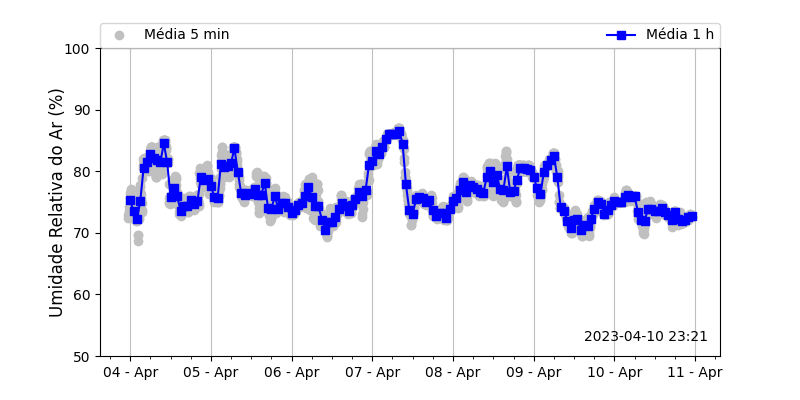 Média 5 min
Média 1 h
Umidade Relativa do Ar (%)
100
90
80
70
60
50
2023-04-10 23:21
04 - Apr
05 - Apr
06 - Apr
07 - Apr
08 - Apr
09 - Apr
10 - Apr
11 - Apr